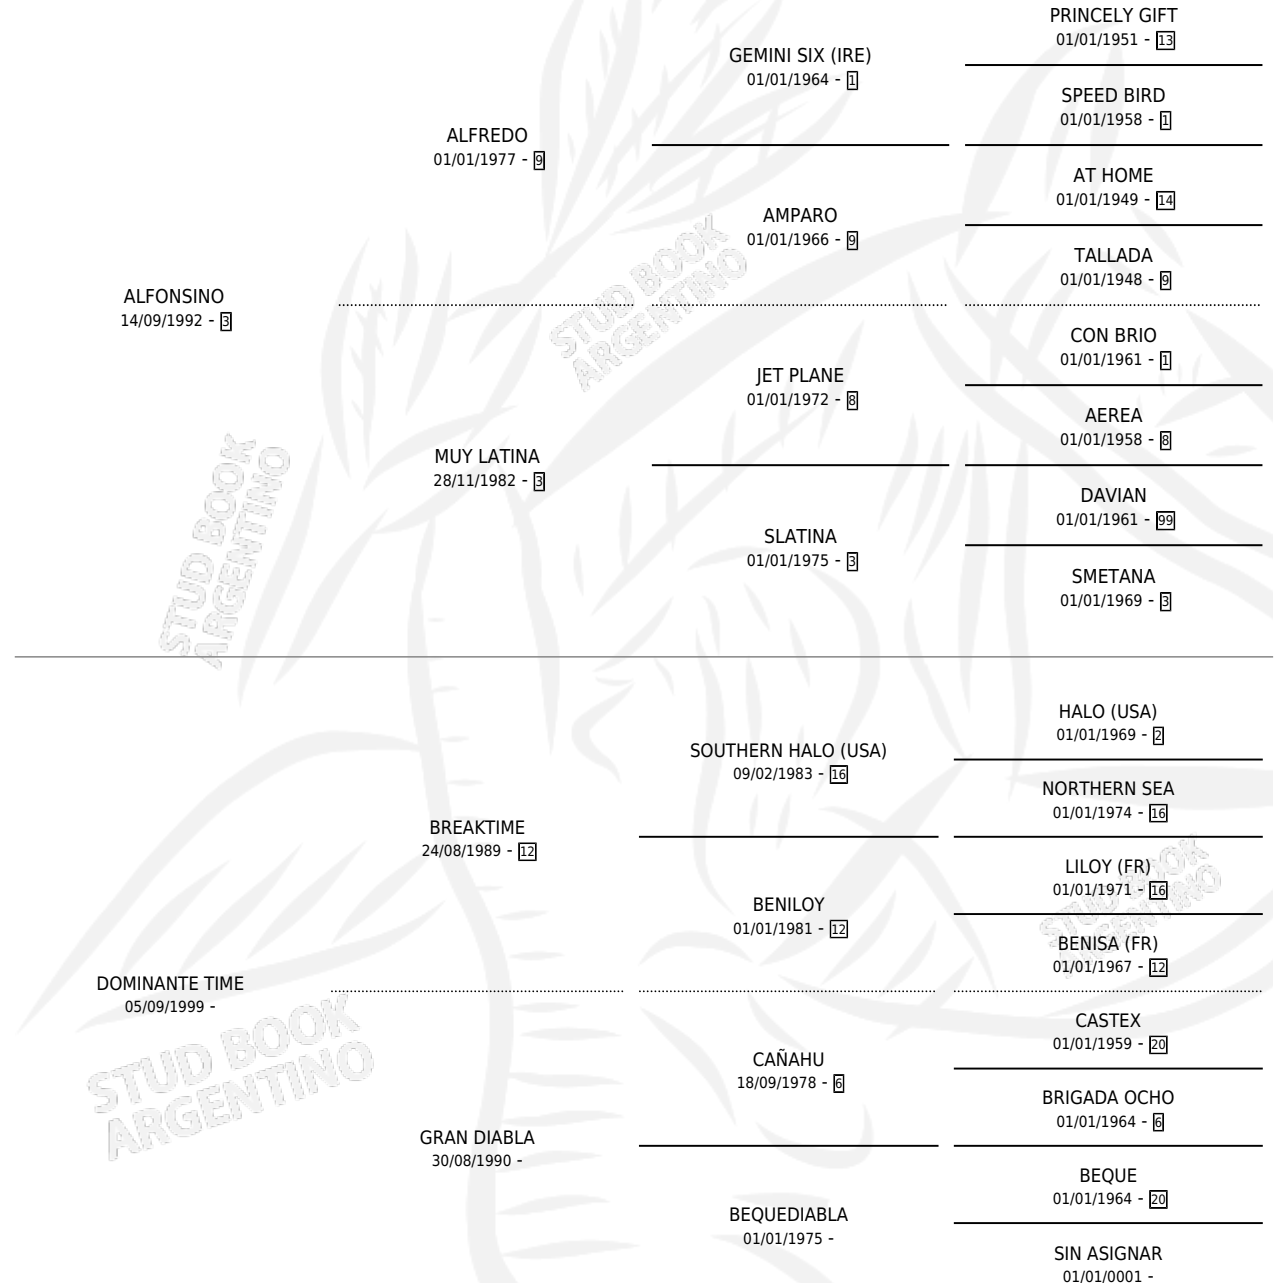 PRINCELY GIFT
01/01/1951 - 13
GEMINI SIX (IRE)
01/01/1964 - 1
SPEED BIRD
01/01/1958 - 1
ALFREDO
01/01/1977 - 9
AT HOME
01/01/1949 - 14
AMPARO
01/01/1966 - 9
TALLADA
01/01/1948 - 9
ALFONSINO
14/09/1992 - 3
CON BRIO
01/01/1961 - 1
JET PLANE
01/01/1972 - 8
AEREA
01/01/1958 - 8
MUY LATINA
28/11/1982 - 3
DAVIAN
01/01/1961 - 99
SLATINA
01/01/1975 - 3
SMETANA
01/01/1969 - 3
HALO (USA)
01/01/1969 - 2
SOUTHERN HALO (USA)
09/02/1983 - 16
NORTHERN SEA
01/01/1974 - 16
BREAKTIME
24/08/1989 - 12
LILOY (FR)
01/01/1971 - 16
BENILOY
01/01/1981 - 12
BENISA (FR)
01/01/1967 - 12
DOMINANTE TIME
05/09/1999 -
CASTEX
01/01/1959 - 20
CAÑAHU
18/09/1978 - 6
BRIGADA OCHO
01/01/1964 - 6
GRAN DIABLA
30/08/1990 -
BEQUE
01/01/1964 - 20
BEQUEDIABLA
01/01/1975 -
SIN ASIGNAR
01/01/0001 -
STUD BOOK
ARGENTINO
STUD BOOK
ARGENTINO
STUD BOOK
ARGENTINO
STUD BOOK
ARGENTINO